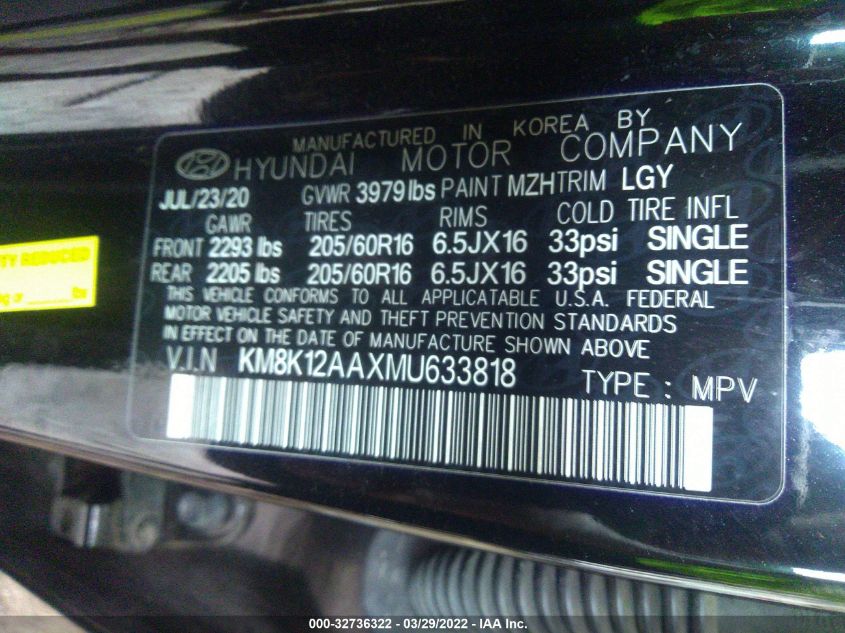 MANUFACTURED IN KOREA BY
HYUNDAI MOTOR COMPANY
JUL/23/20 GVWR 3979lbs PAINT MZH TRIM LGY
GAWR TIRES RIMS COLD TIRE INFL
FRONT 2293 lbs 205/60R16 6.5JX16 33psi SINGLE
REAR 2205 lbs 205/60R16 6.5JX16 33psi SINGLE
THIS VEHICLE CONFORMS TO ALL APPLICATABLE U.S.A. FEDERAL
MOTOR VEHICLE SAFETY AND THEFT PREVENTION STANDARDS
IN EFFECT ON THE DATE OF MANUFACTURE SHOWN ABOVE
V.I.N KM8K12AAXMU633818
TYPE : MPV
REDUCED
or lbs
000-32736322 - 03/29/2022 - IAA Inc.